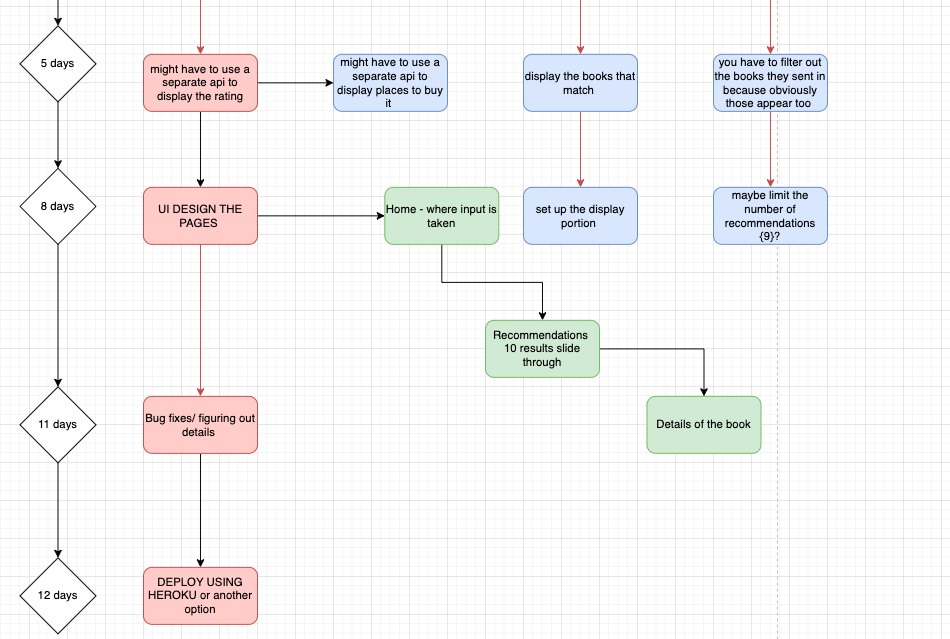 5 days
might have to use a
separate api to
display the rating
might have to use a
separate api to
display places to buy
it
display the books that
match
you have to filter out
the books they sent in
because obviously
those appear too
8 days
UI DESIGN THE
PAGES
Home - where input is
taken
set up the display
portion
maybe limit the
number of
recommendations
{9}?
Recommendations
10 results slide
through
11 days
Bug fixes/ figuring out
details
Details of the book
12 days
DEPLOY USING
HEROKU or another
option